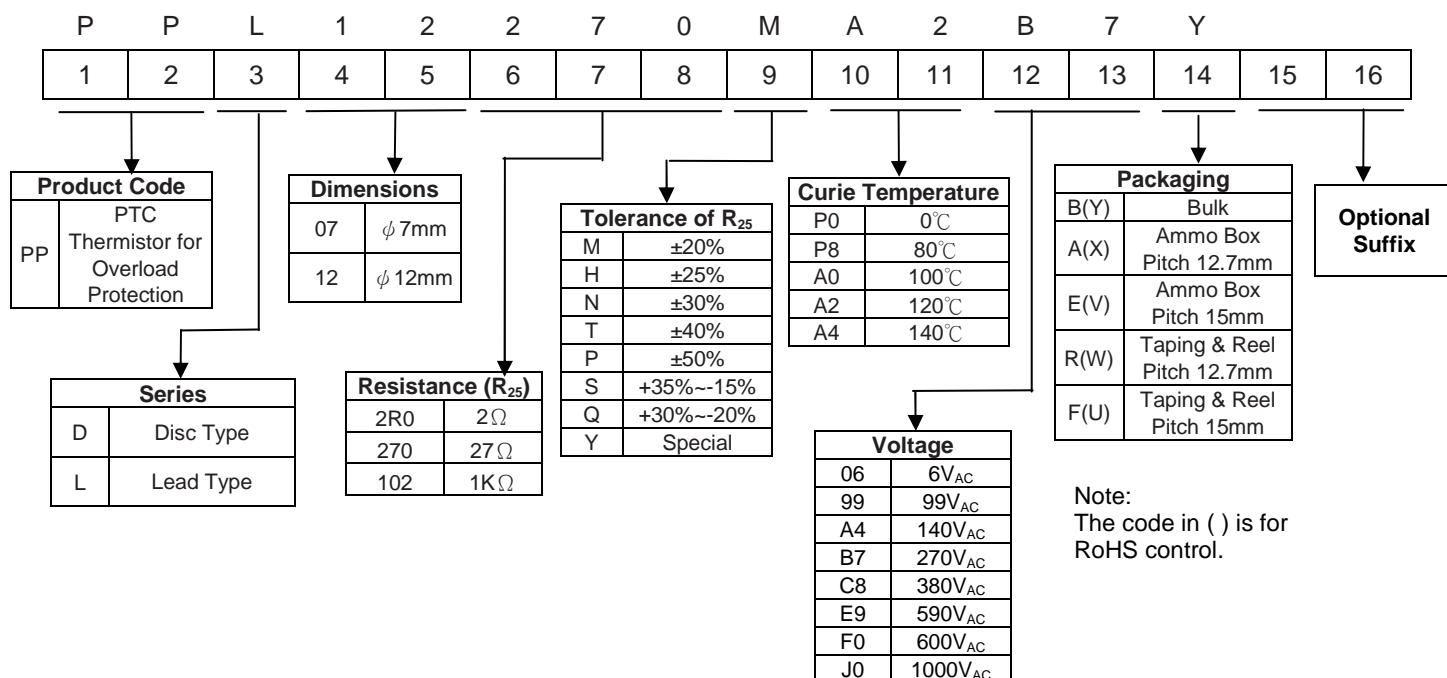 P P L 1 2 2 7 0 M A 2 B 7 Y
1 2 3 4 5 6 7 8 9 10 11 12 13 14 15 16
Product Code
PP PTC
Thermistor for
Overload
Protection
Series
D Disc Type
L Lead Type
Dimensions
07 ϕ7mm
12 ϕ12mm
Resistance (R25)
2R0 2Ω
270 27Ω
102 1KΩ
Tolerance of R25
M ±20%
H ±25%
N ±30%
T ±40%
P ±50%
S +35%~-15%
Q +30%~-20%
Y Special
Curie Temperature
P0 0℃
P8 80℃
A0 100℃
A2 120℃
A4 140℃
Voltage
06 6VAC
99 99VAC
A4 140VAC
B7 270VAC
C8 380VAC
E9 590VAC
F0 600VAC
J0 1000VAC
Packaging
B(Y) Bulk
A(X) Ammo Box
Pitch 12.7mm
E(V) Ammo Box
Pitch 15mm
R(W) Taping & Reel
Pitch 12.7mm
F(U) Taping & Reel
Pitch 15mm
Optional
Suffix
Note:
The code in ( ) is for
RoHS control.